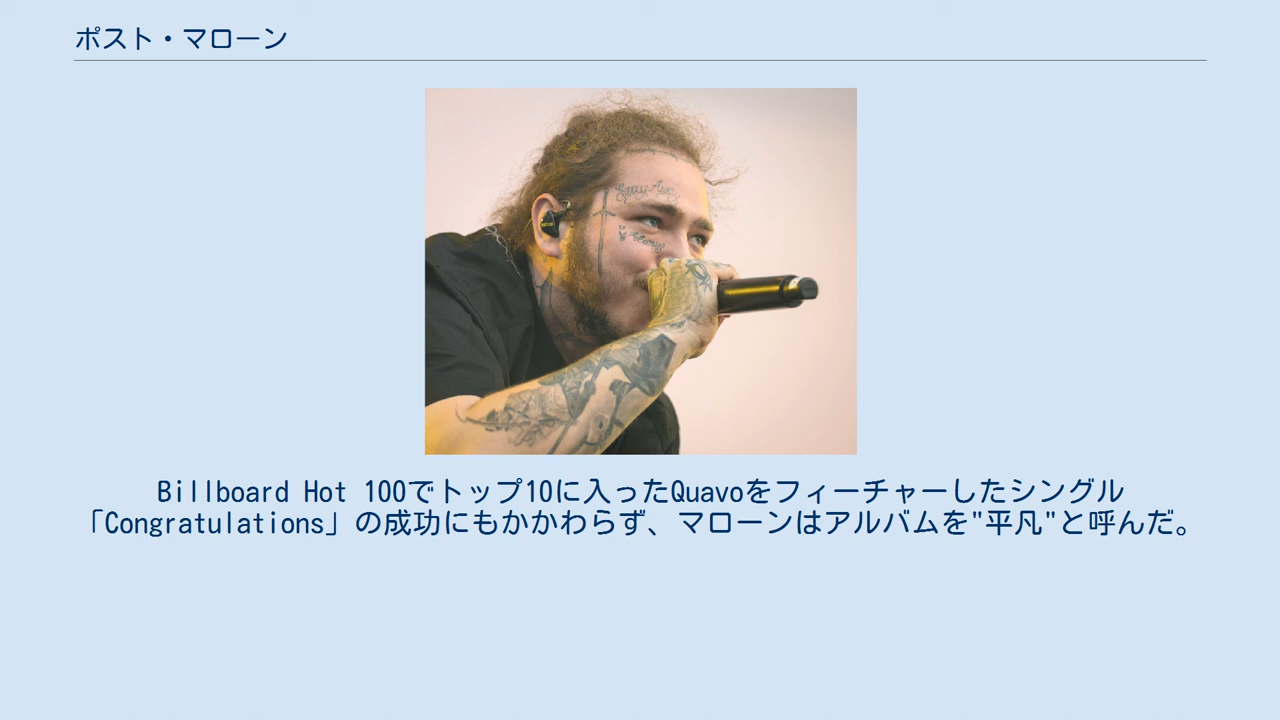 ポスト・マローン
Stay Away
Always
Billboard Hot 100でトップ10に入ったQuavoをフィーチャーしたシングル
「Congratulations」の成功にもかかわらず、マローンはアルバムを"平凡"と呼んだ。